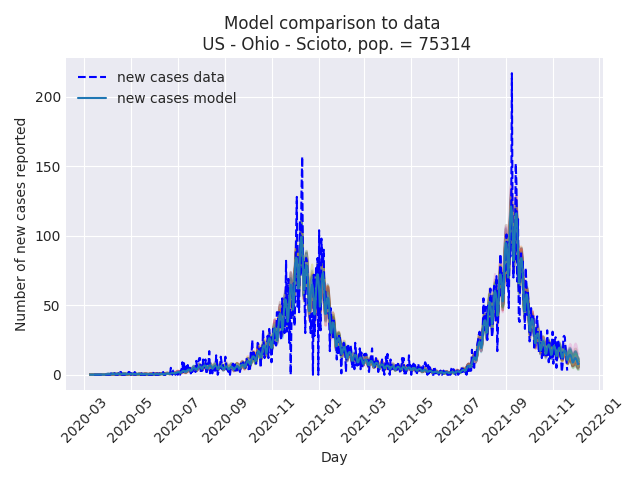 Model comparison to data
US - Ohio - Scioto, pop. = 75314
new cases data
new cases model
Number of new cases reported
200
150
100
50
0
2020-03
2020-05
2020-07
2020-09
2020-11
2021-01
2021-03
2021-05
2021-07
2021-09
2021-11
2022-01
Day